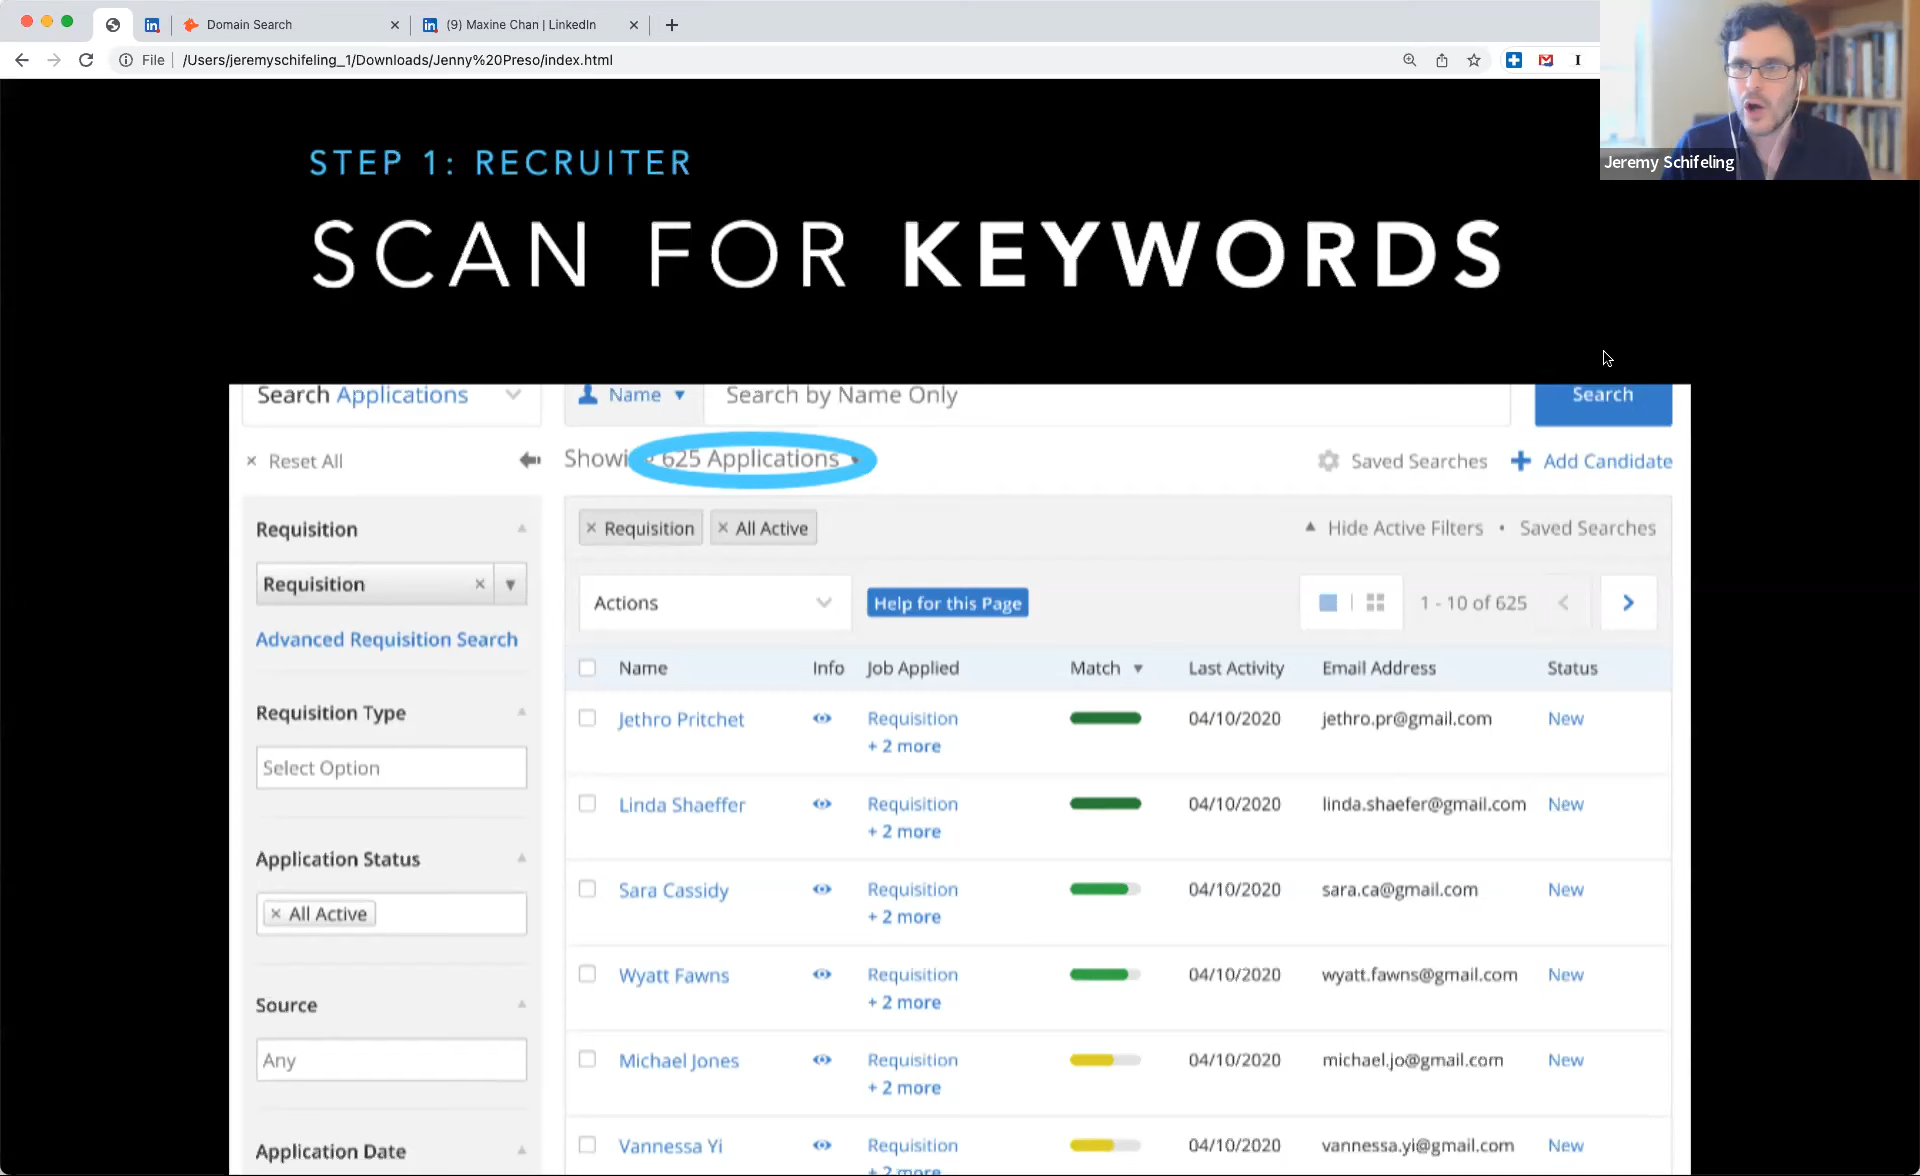 Domain Search
(9) Maxine Chan | LinkedIn
File /Users/jeremyschifeling_1/Downloads/Jenny%20Preso/index.html
Jeremy Schifeling
STEP 1: RECRUITER
SCAN FOR KEYWORDS
Search Applications
Name Search by Name Only
Search
Reset All
625 Applications
Saved Searches
Add Candidate
Requisition
Requisition
Advanced Requisition Search
Requisition Type
Select Option
Application Status
All Active
Source
Any
Application Date
Requisition All Active
Hide Active Filters • Saved Searches
Actions
Help for this Page
1 - 10 of 625
Name Info Job Applied Match Last Activity Email Address Status
Jethro Pritchet Requisition 04/10/2020 jethro.pr@gmail.com New
+ 2 more
Linda Shaeffer Requisition 04/10/2020 linda.shaefer@gmail.com New
+ 2 more
Sara Cassidy Requisition 04/10/2020 sara.ca@gmail.com New
+ 2 more
Wyatt Fawns Requisition 04/10/2020 wyatt.fawns@gmail.com New
+ 2 more
Michael Jones Requisition 04/10/2020 michael.jo@gmail.com New
+ 2 more
Vannessa Yi Requisition 04/10/2020 vannessa.yi@gmail.com New
+ 2 more